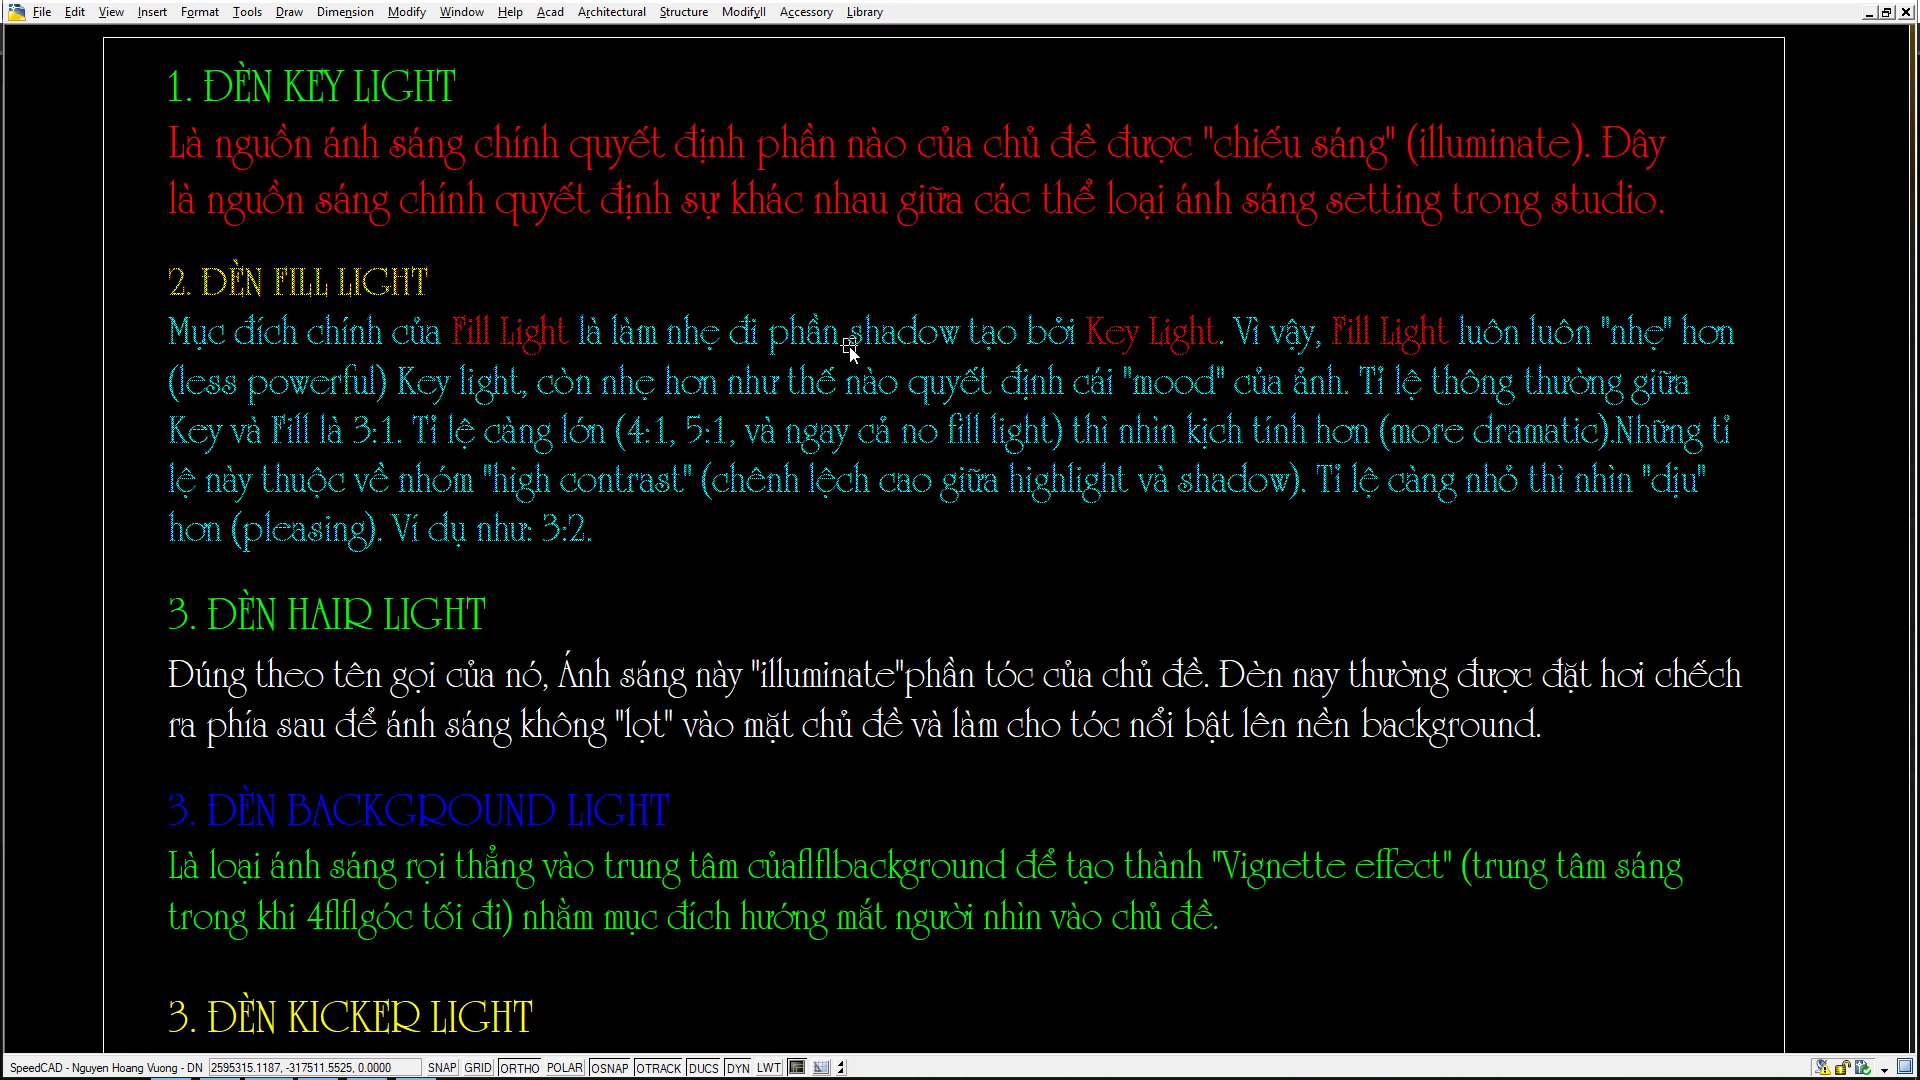 File Edit View Insert Format Tools Draw Dimension Modify Window Help Acad Architectural Structure ModifyII Accessory Library
1. ĐÈN KEY LIGHT
Là nguồn ánh sáng chính quyết định phần nào của chủ đề được "chiếu sáng" (illuminate). Đây
là nguồn sáng chính quyết định sự khác nhau giữa các thể loại ánh sáng setting trong studio.
2. ĐÈN FILL LIGHT
Mục đích chính của Fill Light là làm nhẹ đi phần shadow tạo bởi Key Light. Vì vậy, Fill Light luôn luôn "nhẹ" hơn
(less powerful) Key light, còn nhẹ hơn như thế nào quyết định cái "mood" của ảnh. Tỉ lệ thông thường giữa
Key và Fill là 3:1. Tỉ lệ càng lớn (4:1, 5:1, và ngay cả no fill light) thì nhìn kịch tính hơn (more dramatic).Những tỉ
lệ này thuộc về nhóm "high contrast" (chênh lệch cao giữa highlight và shadow). Tỉ lệ càng nhỏ thì nhìn "dịu"
hơn (pleasing). Ví dụ như: 3:2.
3. ĐÈN HAIR LIGHT
Đúng theo tên gọi của nó, Ánh sáng này "illuminate"phần tóc của chủ đề. Đèn nay thường được đặt hơi chếch
ra phía sau để ánh sáng không "lọt" vào mặt chủ đề và làm cho tóc nổi bật lên nền background.
3. ĐÈN BACKGROUND LIGHT
Là loại ánh sáng rọi thẳng vào trung tâm củaflflbackground để tạo thành "Vignette effect" (trung tâm sáng
trong khi 4flflgóc tối đi) nhằm mục đích hướng mắt người nhìn vào chủ đề.
3. ĐÈN KICKER LIGHT
SpeedCAD - Nguyen Hoang Vuong - DN 2595315.1187, -317511.5525, 0.0000 SNAP GRID ORTHO POLAR OSNAP OTRACK DUCS DYN LWT